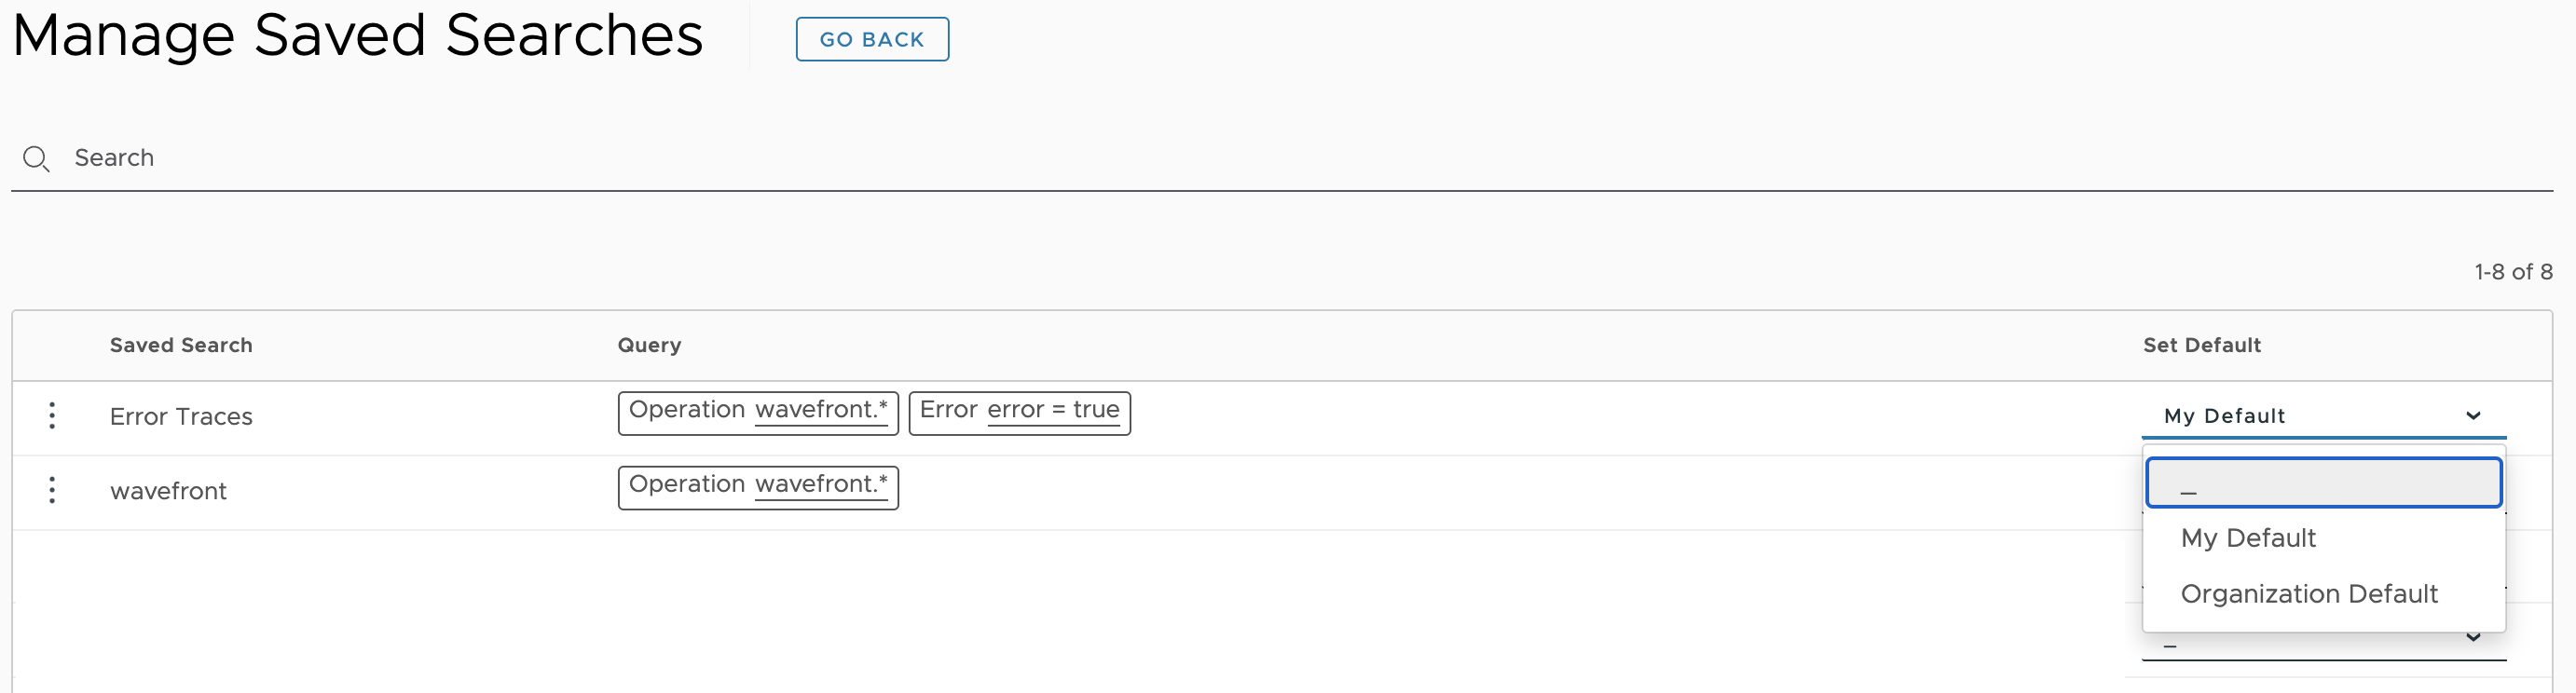 Manage Saved Searches GO BACK
Search
1-8 of 8
Saved Search Query Set Default
Error Traces Operation wavefront.* Error error = true My Default
wavefront Operation wavefront.*
_
My Default
Organization Default
_